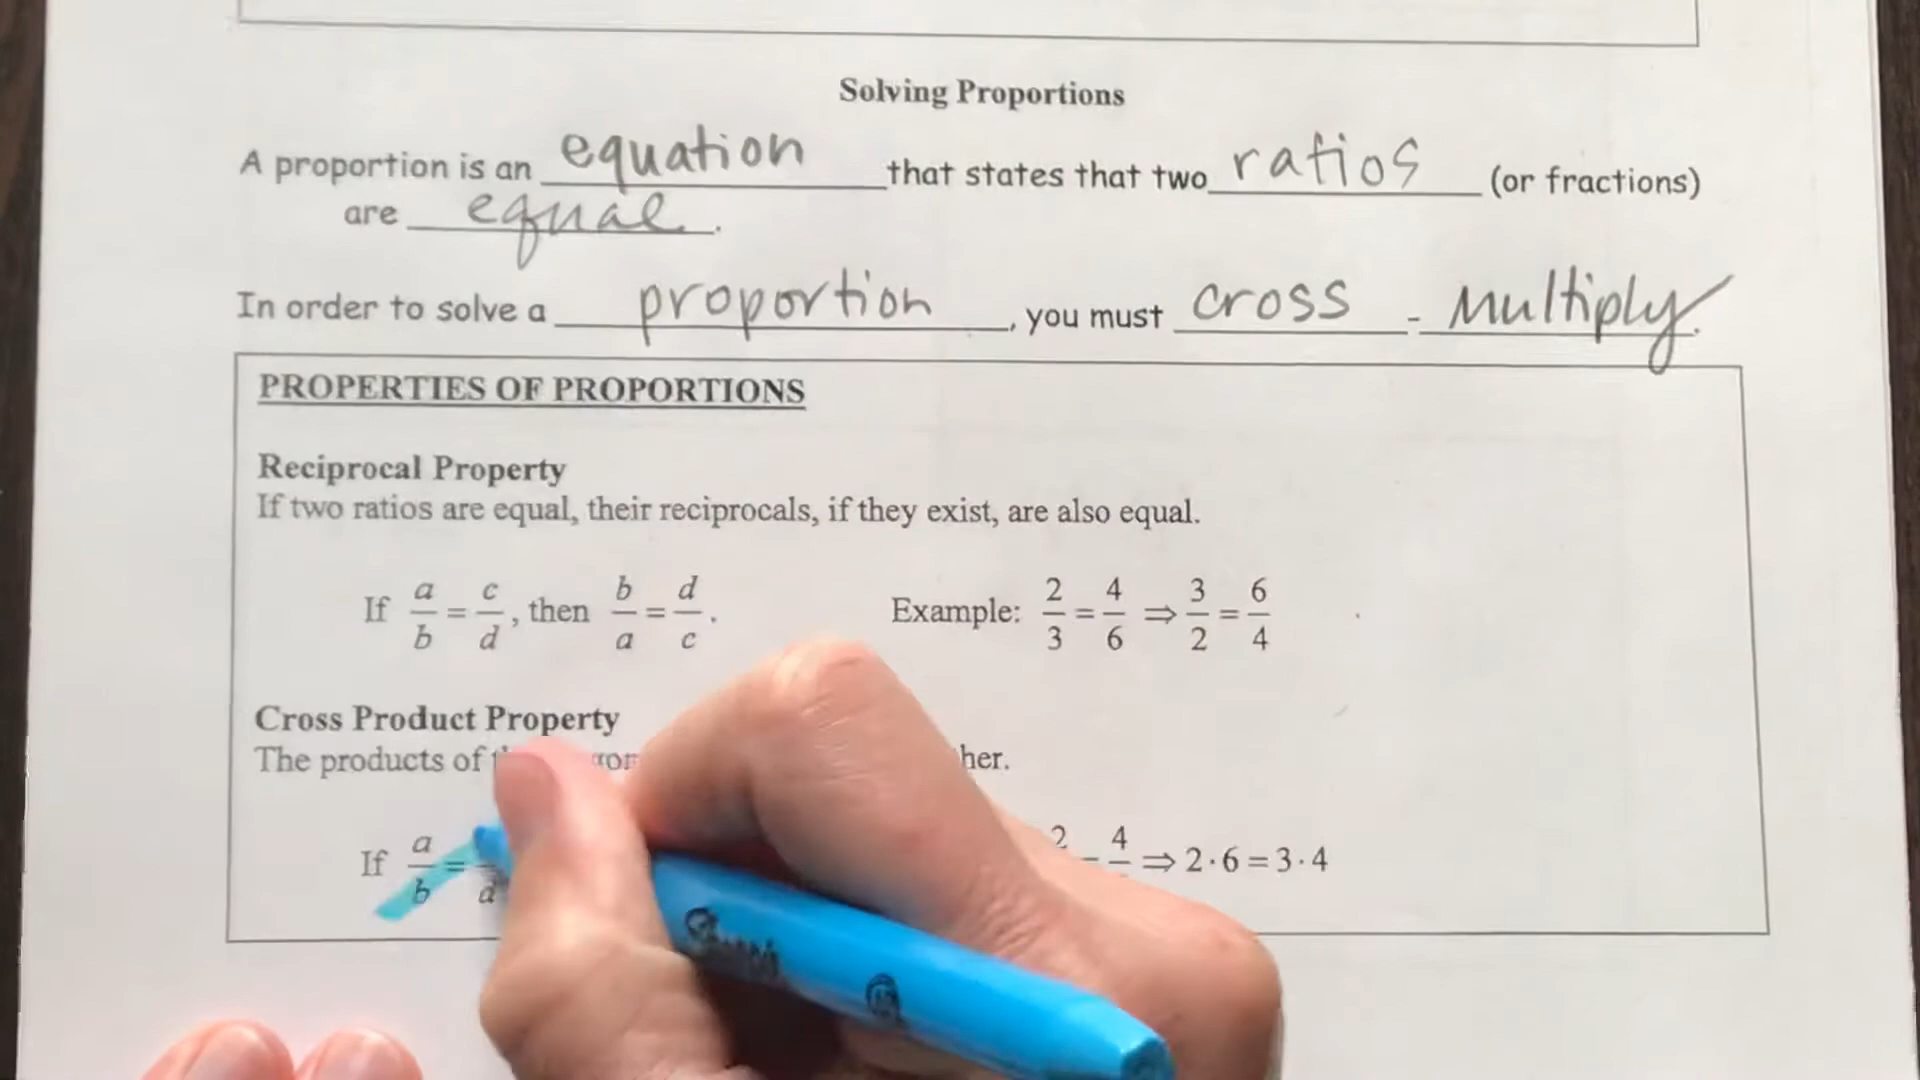 Solving Proportions
A proportion is an equation that states that two ratios (or fractions)
are equal.
In order to solve a proportion, you must cross - multiply.
PROPERTIES OF PROPORTIONS
Reciprocal Property
If two ratios are equal, their reciprocals, if they exist, are also equal.
If a/b = c/d, then b/a = d/c. Example: 2/3 = 4/6 ⇒ 3/2 = 6/4
Cross Product Property
The products of
If a/b = /d 2 4 ⇒ 2·6 = 3·4